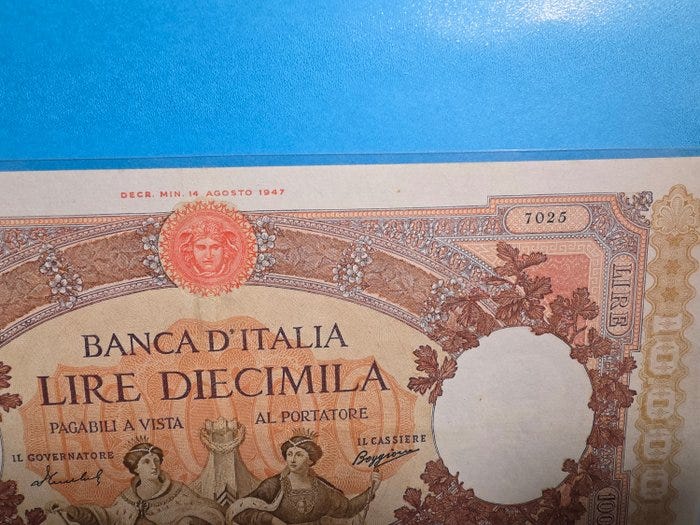 DECR. MIN. 14 AGOSTO 1947
7025
LIRE
BANCA D'ITALIA
LIRE DIECIMILA
PAGABILI A VISTA AL PORTATORE
IL GOVERNATORE
IL CASSIERE